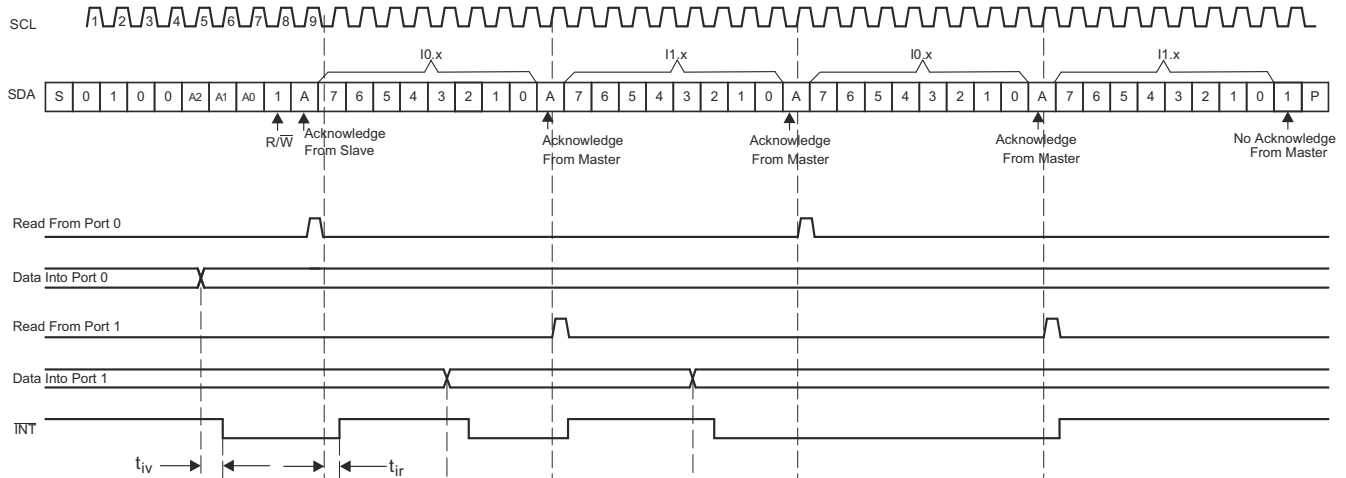 SCL 1 2 3 4 5 6 7 8 9
I0.x I1.x I0.x I1.x
SDA S 0 1 0 0 A2 A1 A0 1 A 7 6 5 4 3 2 1 0 A 7 6 5 4 3 2 1 0 A 7 6 5 4 3 2 1 0 A 7 6 5 4 3 2 1 0 1 P
R/W Acknowledge From Slave
Acknowledge From Master
Acknowledge From Master
Acknowledge From Master
No Acknowledge From Master
Read From Port 0
Data Into Port 0
Read From Port 1
Data Into Port 1
INT
tiv tir